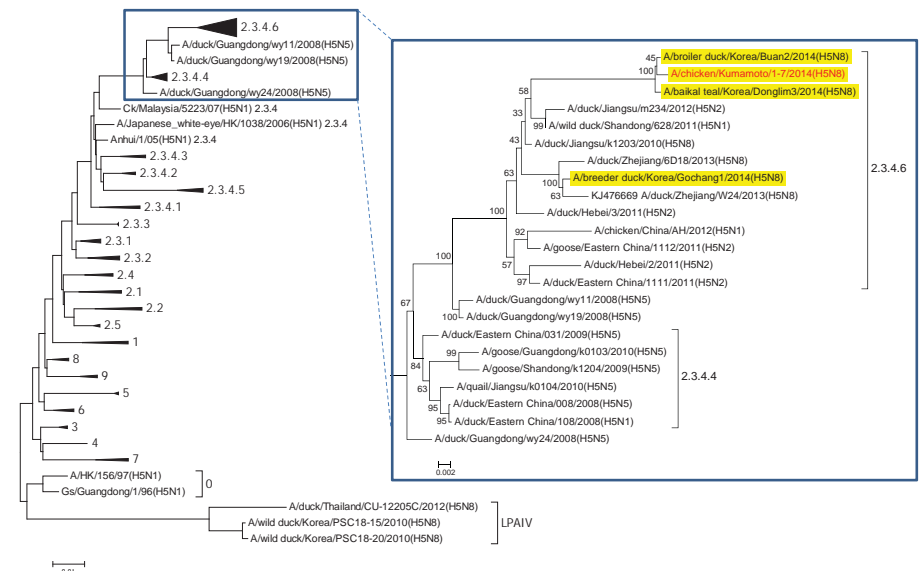 2.3.4.6
A/duck/Guangdong/wy11/2008(H5N5)
A/duck/Guangdong/wy19/2008(H5N5)
2.3.4.4
A/duck/Guangdong/wy24/2008(H5N5)
Ck/Malaysia/5223/07(H5N1) 2.3.4
A/Japanese_white-eye/HK/1038/2006(H5N1) 2.3.4
Anhui/1/05(H5N1) 2.3.4
2.3.4.3
2.3.4.2
2.3.4.5
2.3.4.1
2.3.3
2.3.1
2.3.2
2.4
2.1
2.2
2.5
1
8
9
5
6
3
4
7
A/HK/156/97(H5N1)
Gs/Guangdong/1/96(H5N1)
0
A/duck/Thailand/CU-12205C/2012(H5N8)
A/wild duck/Korea/PSC18-15/2010(H5N8)
A/wild duck/Korea/PSC18-20/2010(H5N8)
LPAIV
45 A/broiler duck/Korea/Buan2/2014(H5N8)
100 A/chicken/Kumamoto/1-7/2014(H5N8)
A/baikal teal/Korea/Donglim3/2014(H5N8)
58
33 A/duck/Jiangsu/m234/2012(H5N2)
99 A/wild duck/Shandong/628/2011(H5N1)
43 A/duck/Jiangsu/k1203/2010(H5N8)
A/duck/Zhejiang/6D18/2013(H5N8)
63 100 A/breeder duck/Korea/Gochang1/2014(H5N8)
63 KJ476669 A/duck/Zhejiang/W24/2013(H5N8)
100 A/duck/Hebei/3/2011(H5N2)
92 A/chicken/China/AH/2012(H5N1)
A/goose/Eastern China/1112/2011(H5N2)
57 A/duck/Hebei/2/2011(H5N2)
97 A/duck/Eastern China/1111/2011(H5N2)
2.3.4.6
100
67 A/duck/Guangdong/wy11/2008(H5N5)
100 A/duck/Guangdong/wy19/2008(H5N5)
A/duck/Eastern China/031/2009(H5N5)
99 A/goose/Guangdong/k0103/2010(H5N5)
84 A/goose/Shandong/k1204/2009(H5N5)
63 A/quail/Jiangsu/k0104/2010(H5N5)
95 A/duck/Eastern China/008/2008(H5N5)
95 A/duck/Eastern China/108/2008(H5N1)
2.3.4.4
A/duck/Guangdong/wy24/2008(H5N5)
0.002